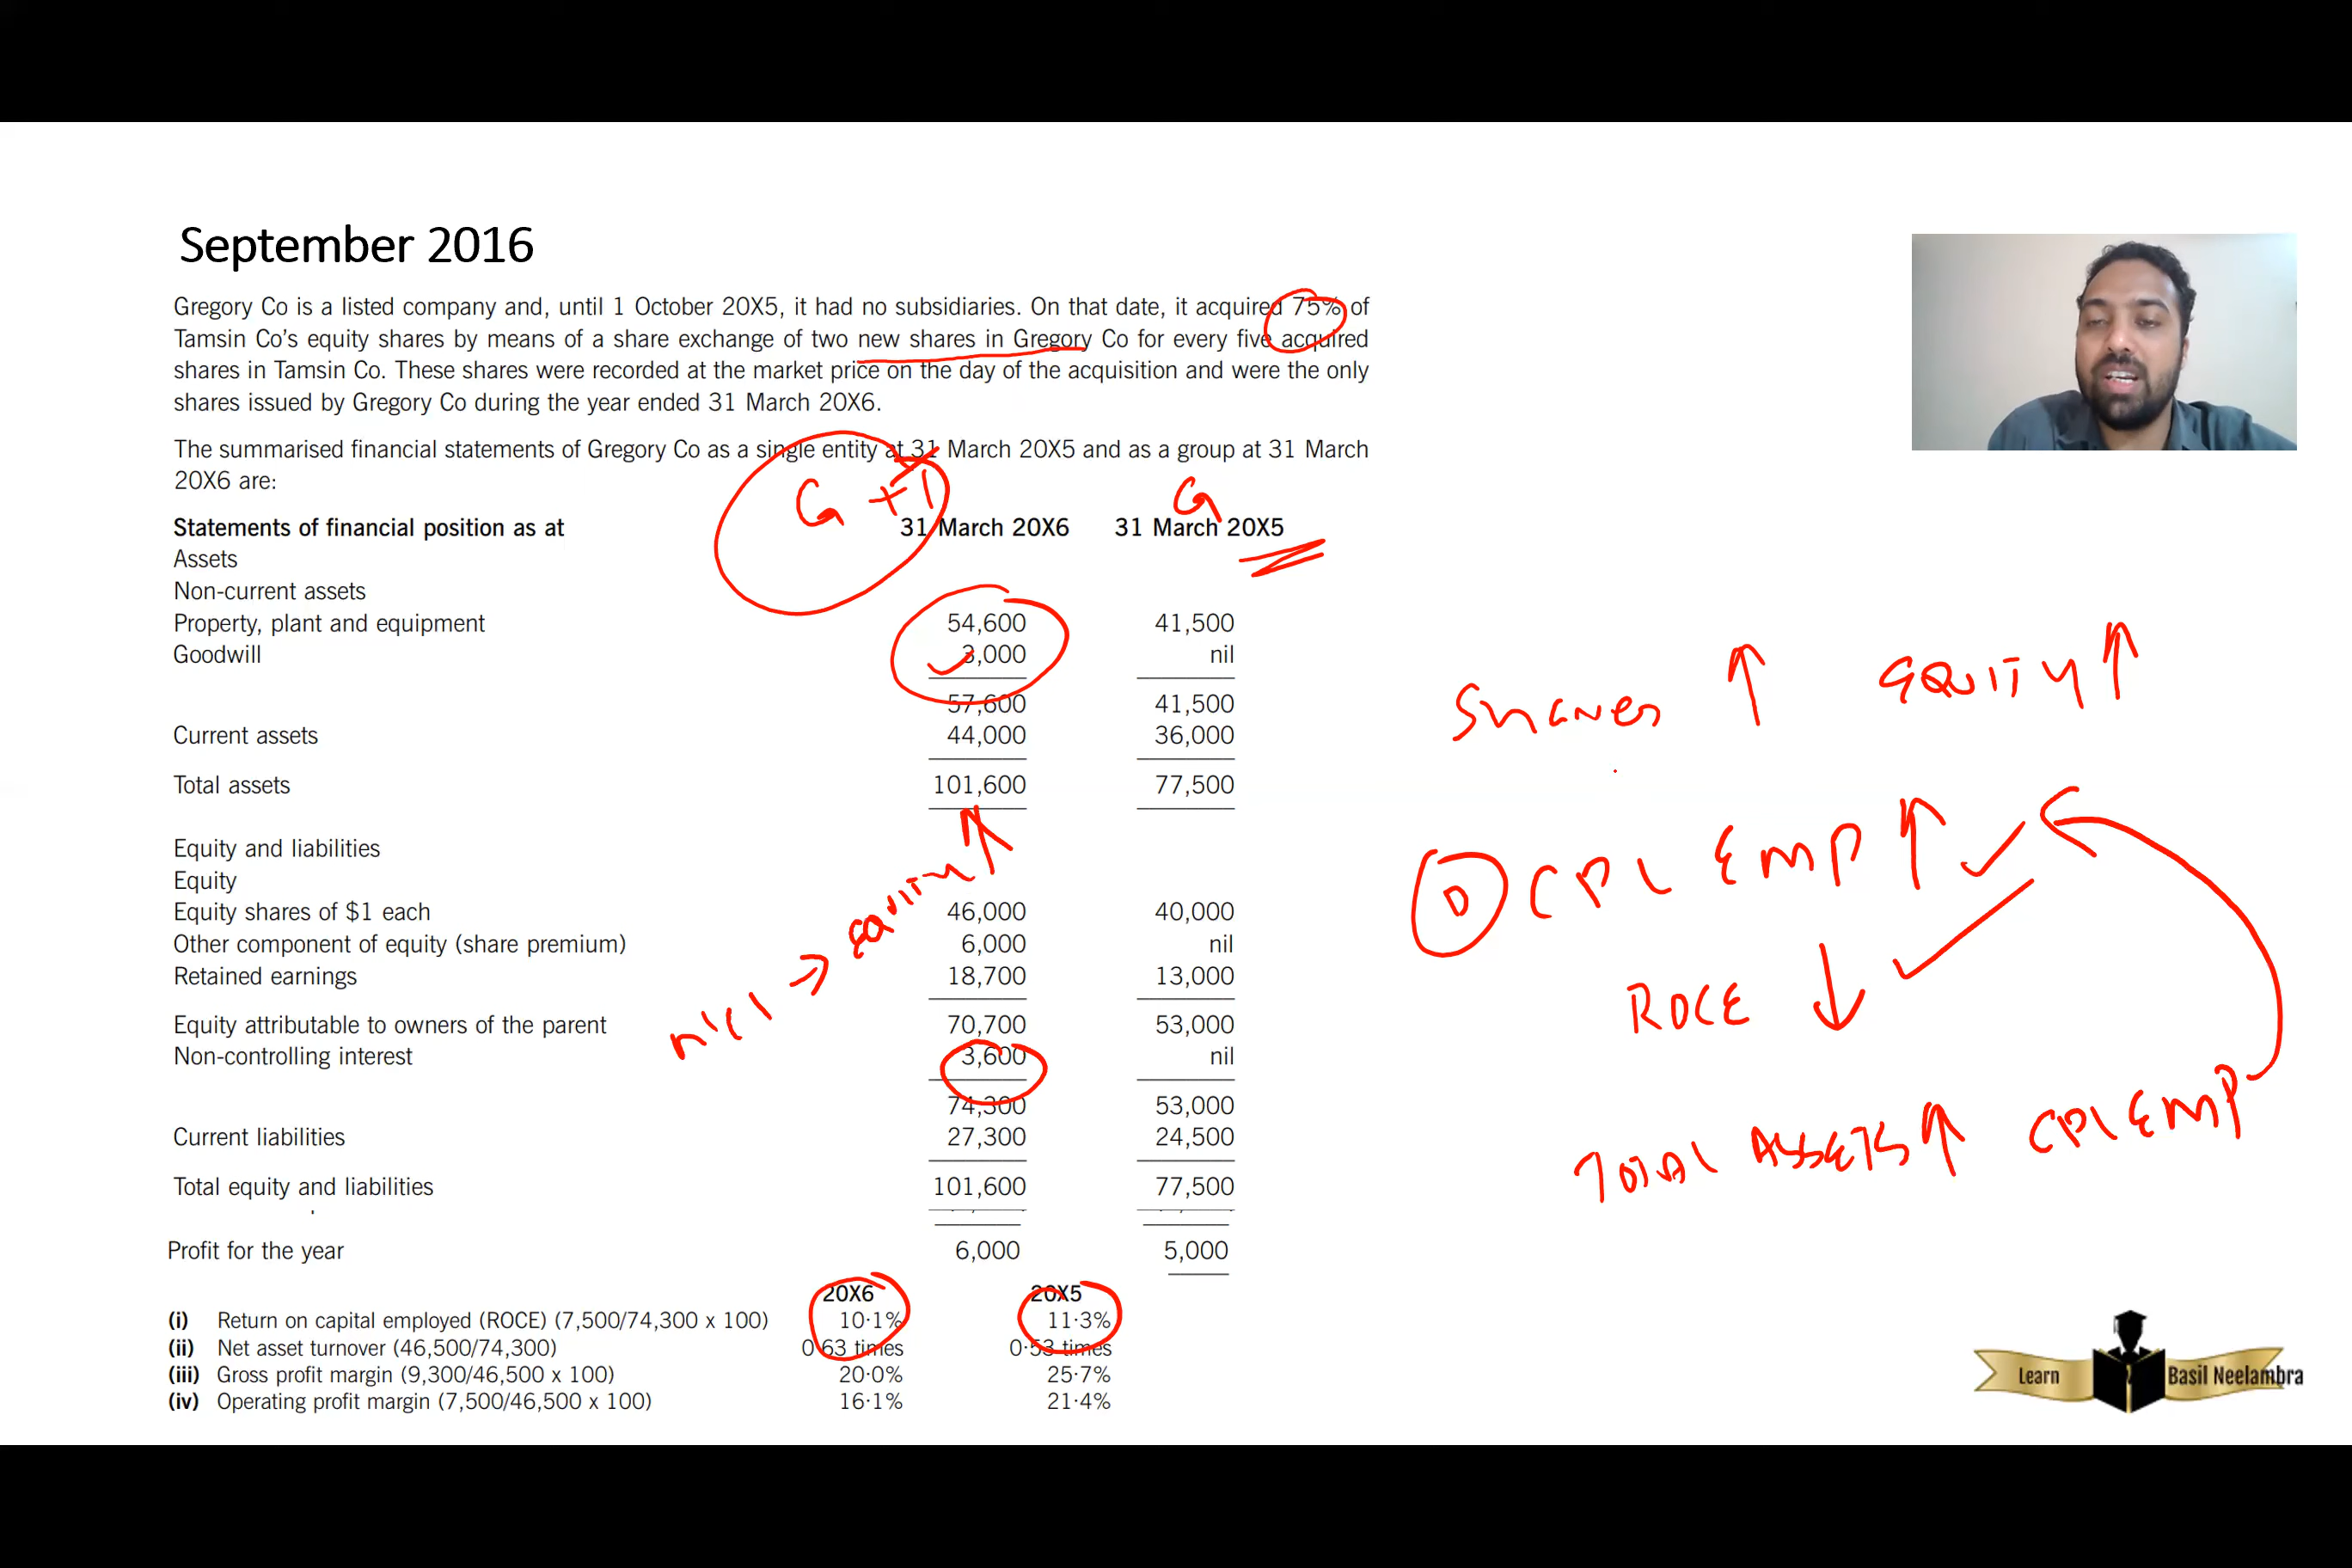 September 2016
Gregory Co is a listed company and, until 1 October 20X5, it had no subsidiaries. On that date, it acquired 75% of
Tamsin Co's equity shares by means of a share exchange of two new shares in Gregory Co for every five acquired
shares in Tamsin Co. These shares were recorded at the market price on the day of the acquisition and were the only
shares issued by Gregory Co during the year ended 31 March 20X6.
The summarised financial statements of Gregory Co as a single entity at 31 March 20X5 and as a group at 31 March
20X6 are:
G + T G
Statements of financial position as at 31 March 20X6 31 March 20X5
Assets
Non-current assets
Property, plant and equipment 54,600 41,500
Goodwill 3,000 nil
57,600 41,500
Current assets 44,000 36,000
Total assets 101,600 77,500
Equity and liabilities
Equity
Equity shares of $1 each 46,000 40,000
Other component of equity (share premium) 6,000 nil
Retained earnings 18,700 13,000
Equity attributable to owners of the parent 70,700 53,000
Non-controlling interest 3,600 nil
74,300 53,000
Current liabilities 27,300 24,500
Total equity and liabilities 101,600 77,500
Profit for the year 6,000 5,000
20X6 20X5
(i) Return on capital employed (ROCE) (7,500/74,300 x 100) 10·1% 11·3%
(ii) Net asset turnover (46,500/74,300) 0·63 times 0·53 times
(iii) Gross profit margin (9,300/46,500 x 100) 20·0% 25·7%
(iv) Operating profit margin (7,500/46,500 x 100) 16·1% 21·4%
NCI → EQUITY ↑
SHARES ↑ EQUITY ↑
D CPL EMP ↑
ROCE ↓
TOTAL ASSETS ↑ CPL EMP
Learn Basil Neelambra